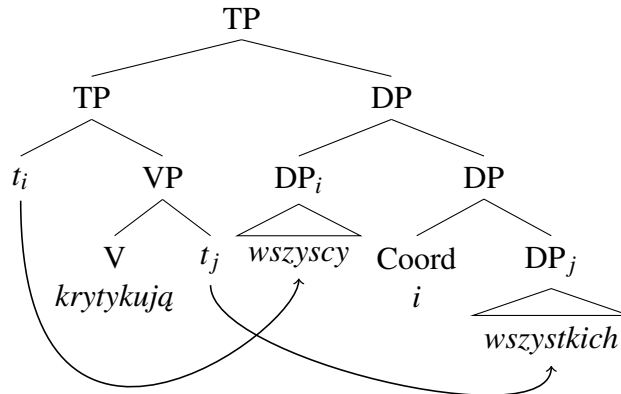 TP
TP DP
t_i VP DP_i DP
V t_j wszyscy Coord DP_j
krytykują i
wszystkich